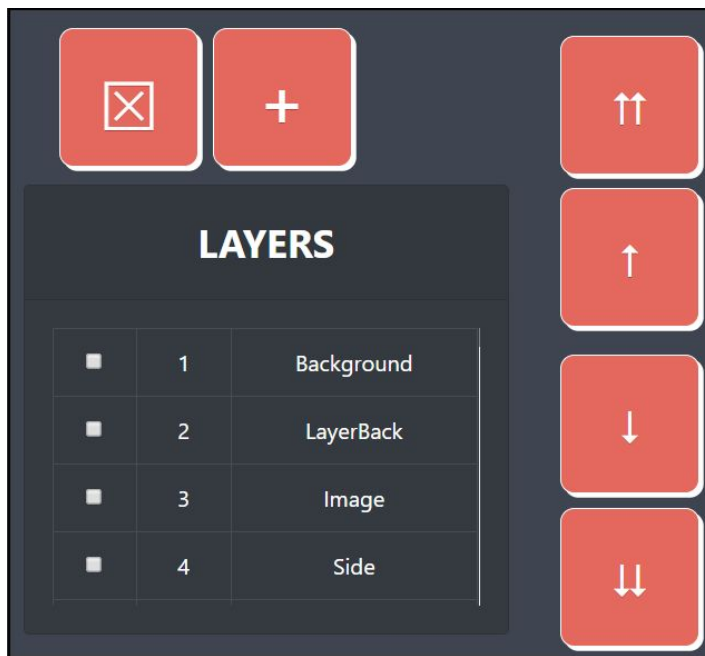 ☒ +
⇈
LAYERS
↑
1 Background
2 LayerBack
↓
3 Image
4 Side
⇊